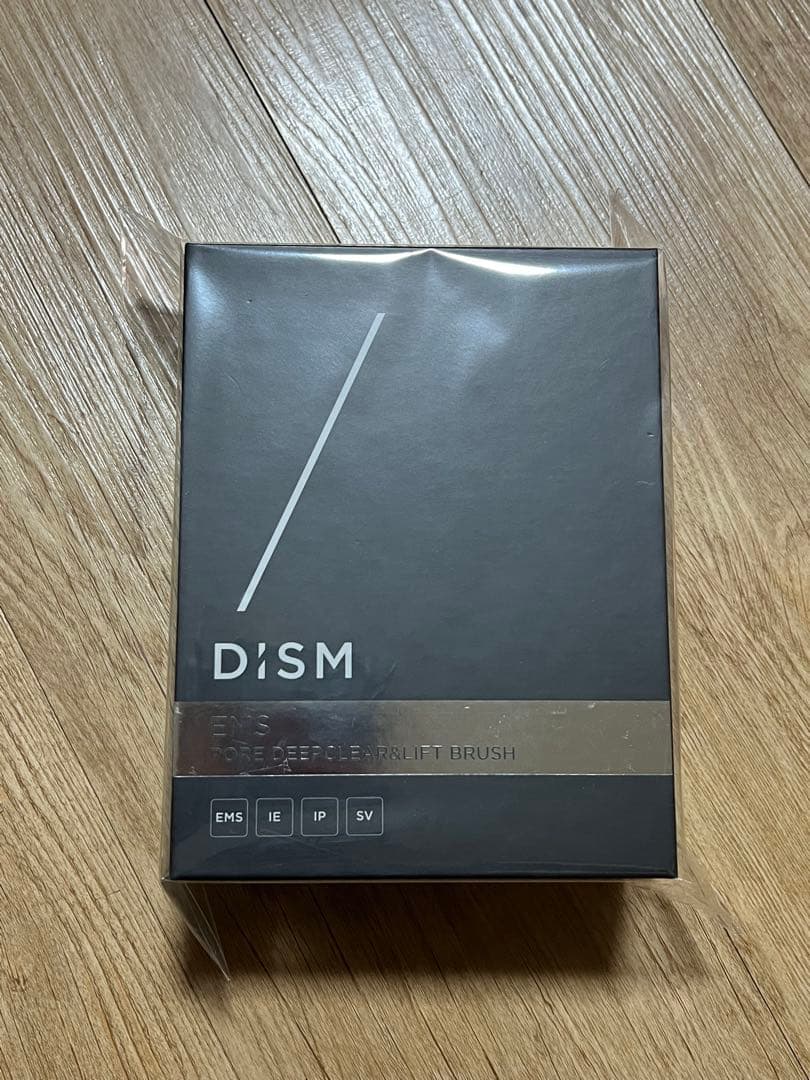 DISM
EMS
PORE DEEPCLEAR&LIFT BRUSH
EMS IE IP SV